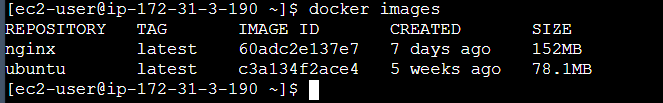 [ec2-user@ip-172-31-3-190 ~]$ docker images
REPOSITORY   TAG       IMAGE ID       CREATED       SIZE
nginx        latest    60adc2e137e7   7 days ago    152MB
ubuntu       latest    c3a134f2ace4   5 weeks ago   78.1MB
[ec2-user@ip-172-31-3-190 ~]$